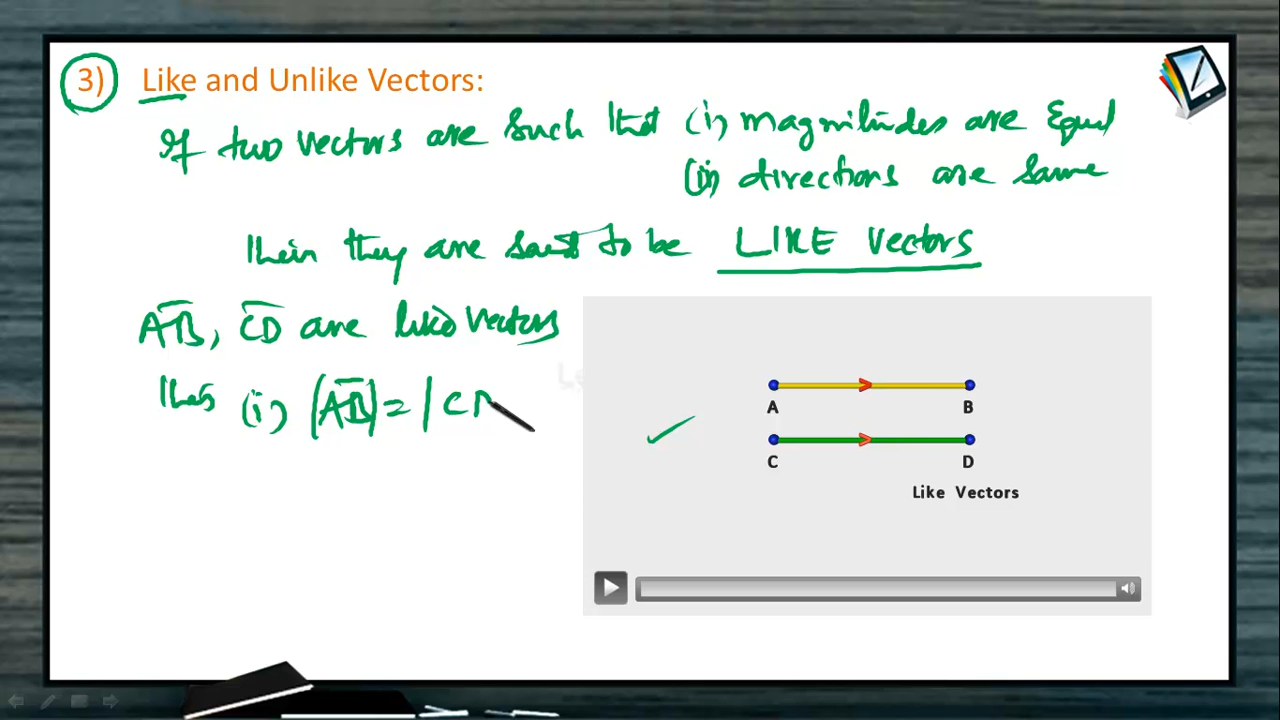 3) Like and Unlike Vectors:
If two vectors are such that (i) magnitudes are Equal
(ii) directions are same
Then they are said to be LIKE Vectors
AB, CD are like vectors
then (i) |AB| = | CD
A B
C D
Like Vectors